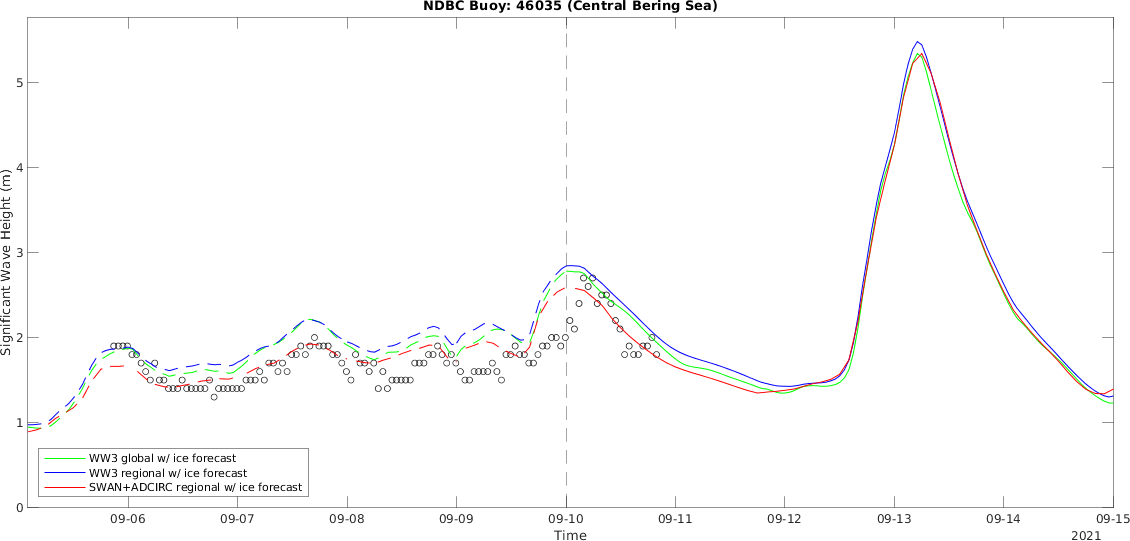 NDBC Buoy: 46035 (Central Bering Sea)
Significant Wave Height (m)
5
4
3
2
1
0
WW3 global w/ ice forecast
WW3 regional w/ ice forecast
SWAN+ADCIRC regional w/ ice forecast
09-06 09-07 09-08 09-09 09-10 09-11 09-12 09-13 09-14 09-15
Time
2021